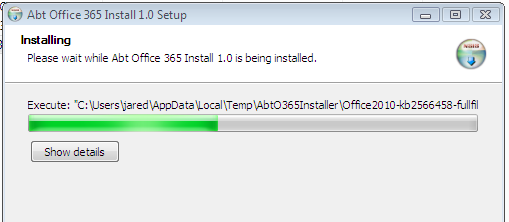 Abt Office 365 Install 1.0 Setup
Installing
Please wait while Abt Office 365 Install 1.0 is being installed.
Execute: "C:\Users\jared\AppData\Local\Temp\AbtO365Installer\Office2010-kb2566458-fullfil
Show details